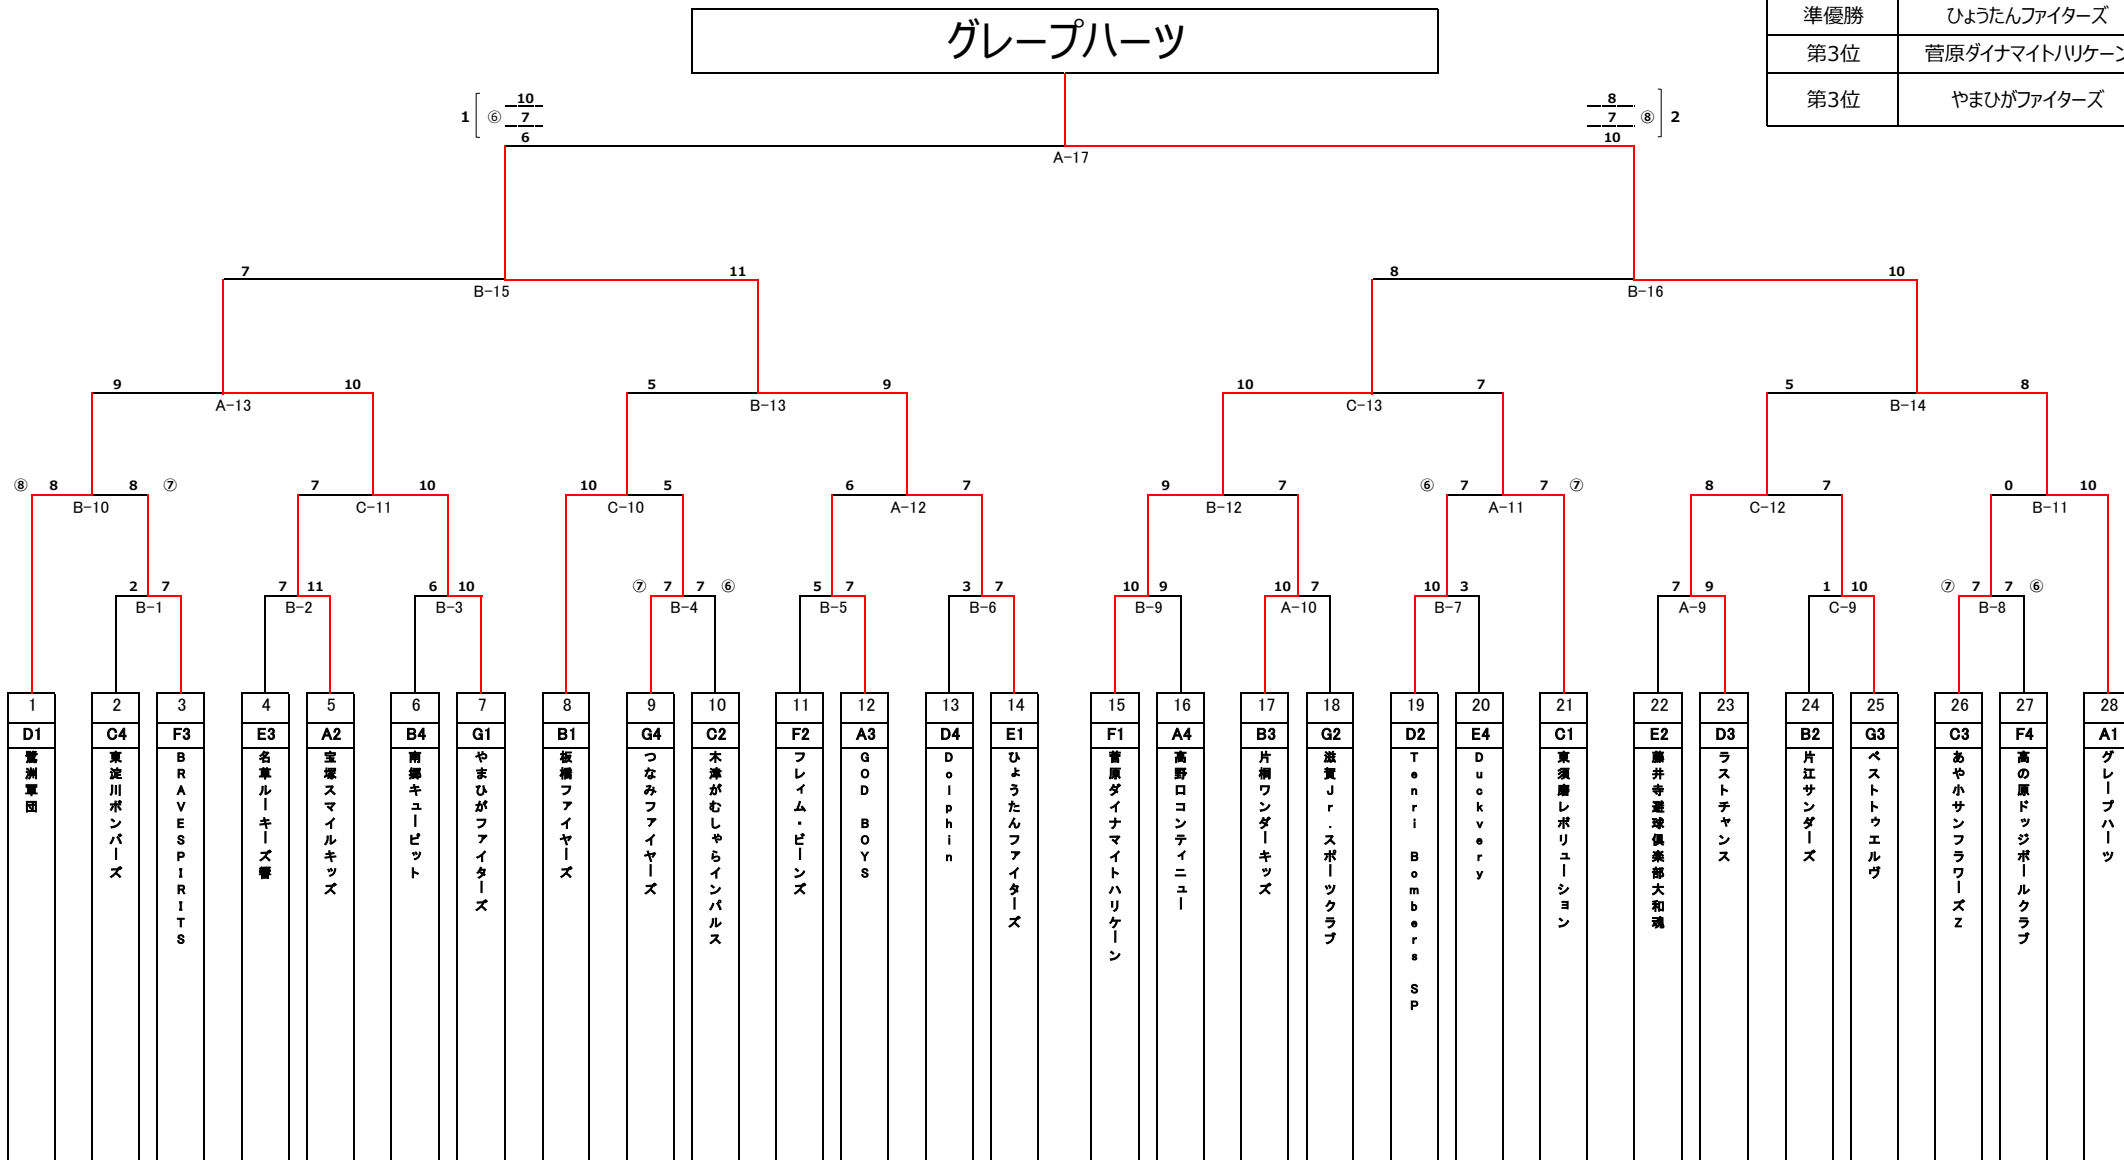 グレープハーツ
準優勝 ひょうたんファイターズ
第3位 菅原ダイナマイトハリケーン
第3位 やまひがファイターズ
1 ⑥ 10 7 6
8 7 10 ⑧ 2
A-17
7 11 8 10
B-15 B-16
9 10 5 9 10 7 5 8
A-13 B-13 C-13 B-14
⑧ 8 8 ⑦ 7 10 10 5 6 7 9 7 ⑥ 7 7 ⑦ 8 7 0 10
B-10 C-11 C-10 A-12 B-12 A-11 C-12 B-11
2 7 7 11 6 10 ⑦ 7 7 ⑥ 5 7 3 7 10 9 10 7 10 3 7 9 1 10 ⑦ 7 7 ⑥
B-1 B-2 B-3 B-4 B-5 B-6 B-9 A-10 B-7 A-9 C-9 B-8
1 2 3 4 5 6 7 8 9 10 11 12 13 14 15 16 17 18 19 20 21 22 23 24 25 26 27 28
D1 C4 F3 E3 A2 B4 G1 B1 G4 C2 F2 A3 D4 E1 F1 A4 B3 G2 D2 E4 C1 E2 D3 B2 G3 C3 F4 A1
鷺洲軍団
東淀川ボンバーズ
BRAVESPIRITS
名草ルーキーズ響
宝塚スマイルキッズ
南郷キューピット
やまひがファイターズ
板橋ファイヤーズ
つなみファイヤーズ
木津がむしゃらインパルス
フレイム・ビーンズ
GOD BOYS
Dolphin
ひょうたんファイターズ
菅原ダイナマイトハリケーン
高野口コンティニュー
片桐ワンダーキッズ
滋賀Jr.スポーツクラブ
Tenri Bombers SP
Duckvery
東須磨レボリューション
藤井寺避球倶楽部大和魂
ラストチャンス
片江サンダーズ
ベストトゥエルヴ
あや小サンフラワーズZ
高の原ドッジボールクラブ
グレープハーツ